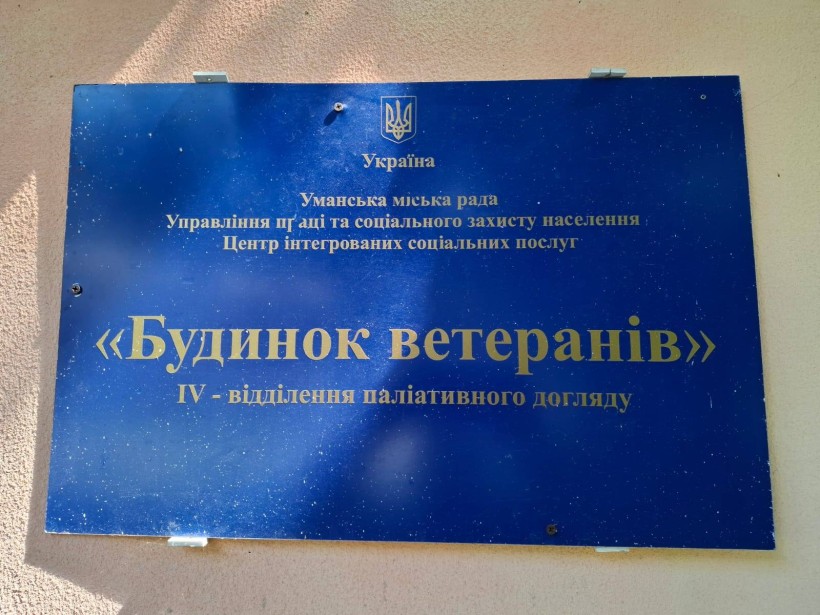 Україна
Уманська міська рада
Управління праці та соціального захисту населення
Центр інтегрованих соціальних послуг
«Будинок ветеранів»
IV - відділення паліативного догляду